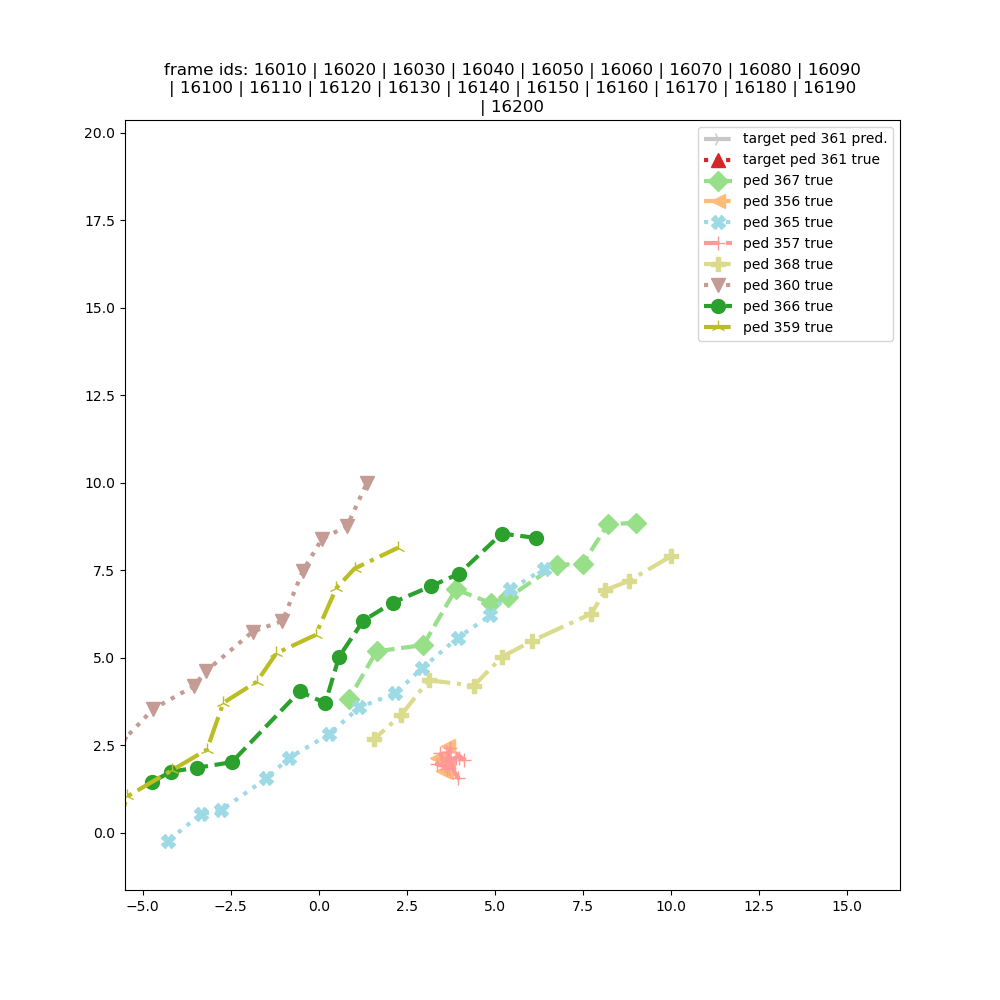 frame ids: 16010 | 16020 | 16030 | 16040 | 16050 | 16060 | 16070 | 16080 | 16090
| 16100 | 16110 | 16120 | 16130 | 16140 | 16150 | 16160 | 16170 | 16180 | 16190
| 16200
target ped 361 pred.
target ped 361 true
ped 367 true
ped 356 true
ped 365 true
ped 357 true
ped 368 true
ped 360 true
ped 366 true
ped 359 true
20.0
17.5
15.0
12.5
10.0
7.5
5.0
2.5
0.0
−5.0 −2.5 0.0 2.5 5.0 7.5 10.0 12.5 15.0